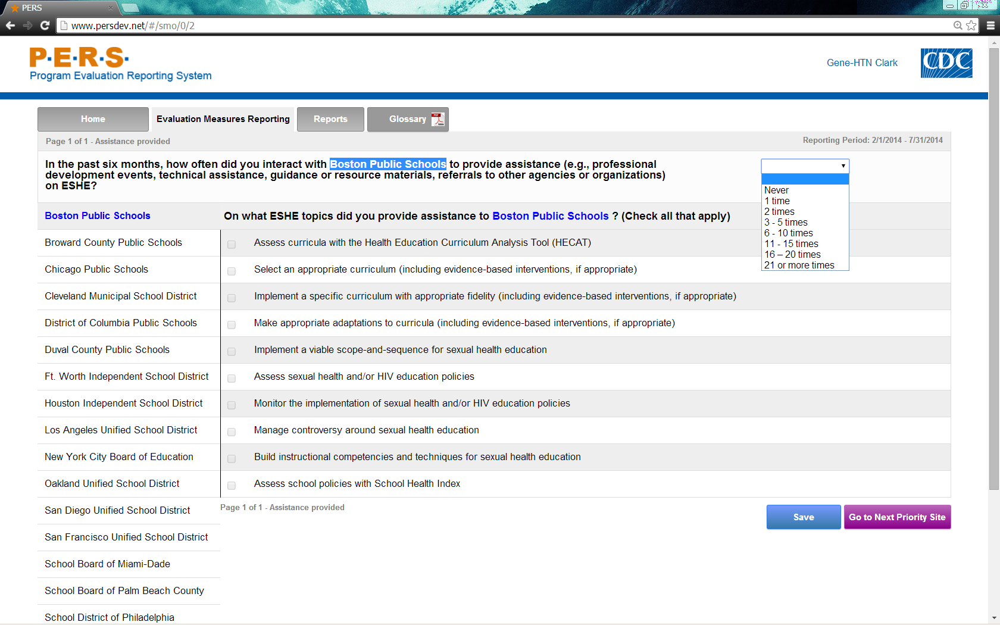 PERS
www.persdev.net/#/smo/0/2
P·E·R·S·
Program Evaluation Reporting System
Gene-HTN Clark
CDC
Home
Evaluation Measures Reporting
Reports
Glossary
Page 1 of 1 - Assistance provided
Reporting Period: 2/1/2014 - 7/31/2014
In the past six months, how often did you interact with Boston Public Schools to provide assistance (e.g., professional
development events, technical assistance, guidance or resource materials, referrals to other agencies or organizations)
on ESHE?
Never
1 time
2 times
3 - 5 times
6 - 10 times
11 - 15 times
16 – 20 times
21 or more times
Boston Public Schools
On what ESHE topics did you provide assistance to Boston Public Schools ? (Check all that apply)
Broward County Public Schools
Assess curricula with the Health Education Curriculum Analysis Tool (HECAT)
Chicago Public Schools
Select an appropriate curriculum (including evidence-based interventions, if appropriate)
Cleveland Municipal School District
Implement a specific curriculum with appropriate fidelity (including evidence-based interventions, if appropriate)
District of Columbia Public Schools
Make appropriate adaptations to curricula (including evidence-based interventions, if appropriate)
Duval County Public Schools
Implement a viable scope-and-sequence for sexual health education
Ft. Worth Independent School District
Assess sexual health and/or HIV education policies
Houston Independent School District
Monitor the implementation of sexual health and/or HIV education policies
Los Angeles Unified School District
Manage controversy around sexual health education
New York City Board of Education
Build instructional competencies and techniques for sexual health education
Oakland Unified School District
Assess school policies with School Health Index
San Diego Unified School District
Page 1 of 1 - Assistance provided
Save
Go to Next Priority Site
San Francisco Unified School District
School Board of Miami-Dade
School Board of Palm Beach County
School District of Philadelphia